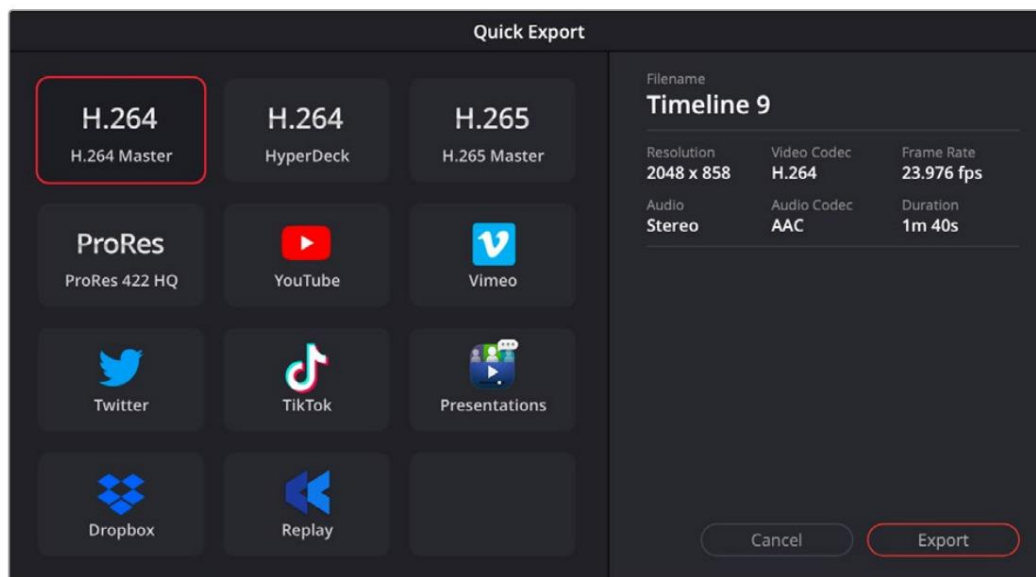 Quick Export
H.264
H.264 Master
H.264
HyperDeck
H.265
H.265 Master
ProRes
ProRes 422 HQ
YouTube
Vimeo
Twitter
TikTok
Presentations
Dropbox
Replay
Filename
Timeline 9
Resolution Video Codec Frame Rate
2048 x 858 H.264 23.976 fps
Audio Audio Codec Duration
Stereo AAC 1m 40s
Cancel Export